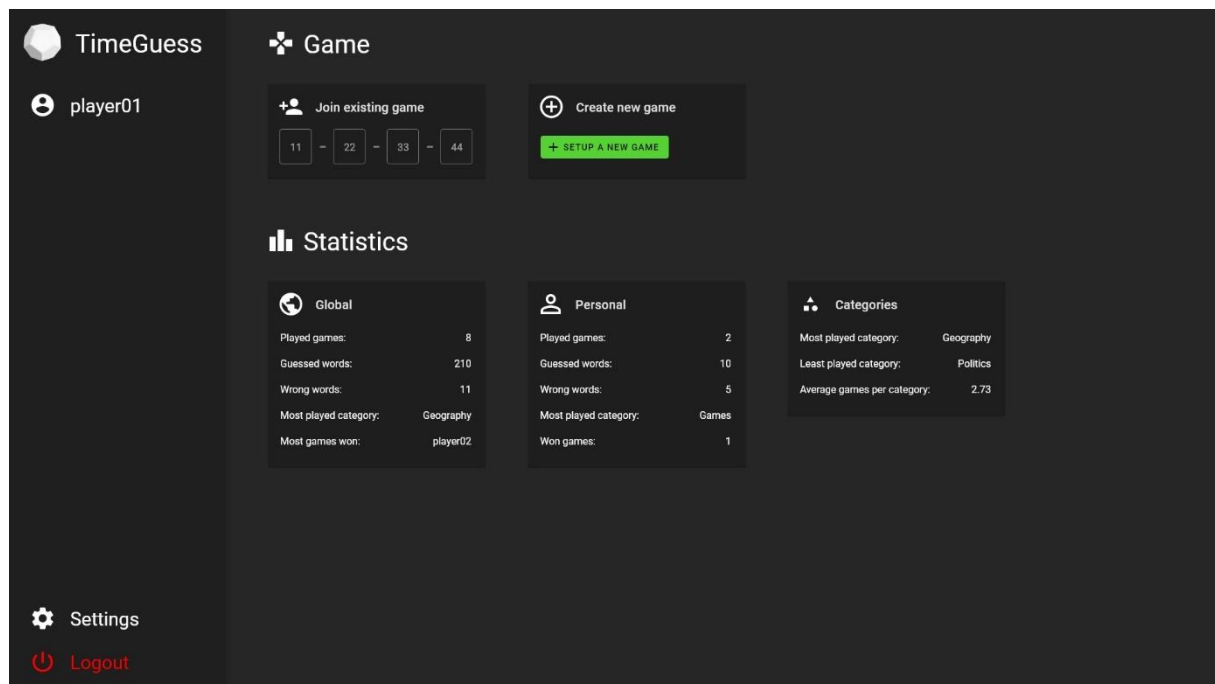 TimeGuess
player01
Settings
Logout
Game
Join existing game
11 – 22 – 33 – 44
Create new game
+ SETUP A NEW GAME
Statistics
Global
Played games: 8
Guessed words: 210
Wrong words: 11
Most played category: Geography
Most games won: player02
Personal
Played games: 2
Guessed words: 10
Wrong words: 5
Most played category: Games
Won games: 1
Categories
Most played category: Geography
Least played category: Politics
Average games per category: 2.73